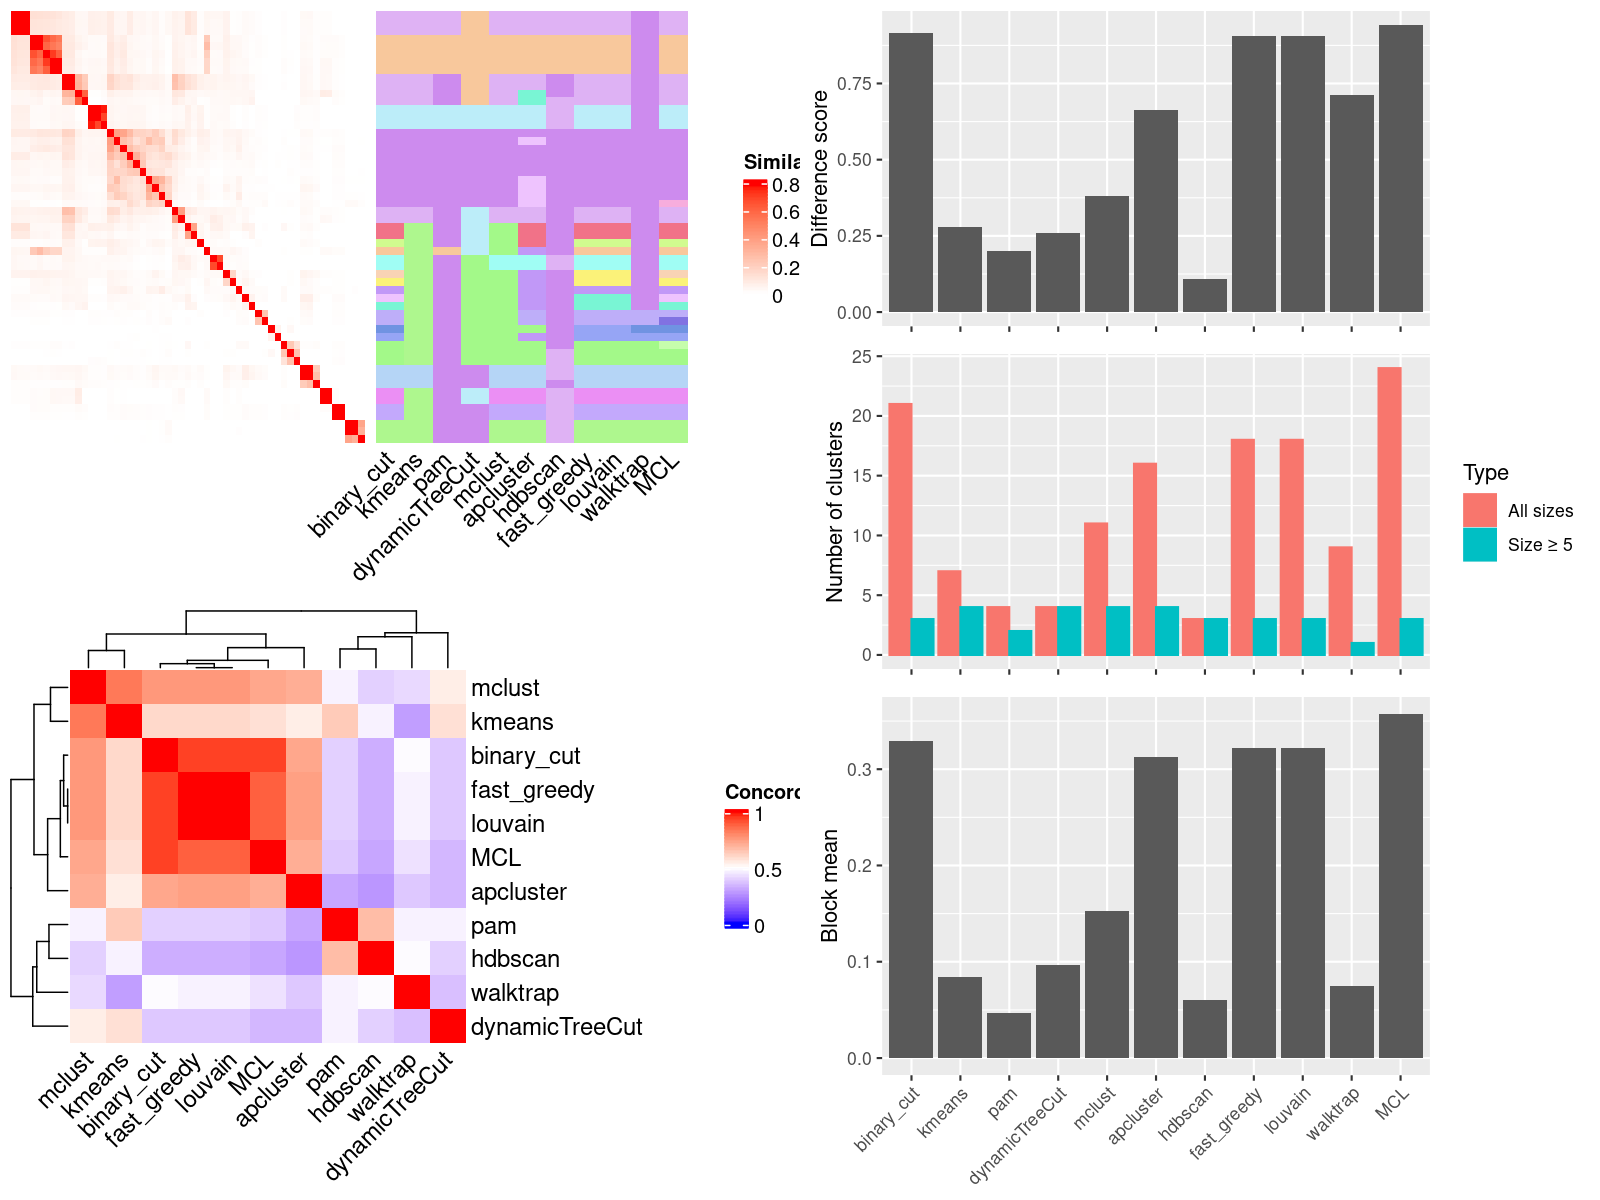 Simila
0.8
0.6
0.4
0.2
0
binary_cut
kmeans
pam
dynamicTreeCut
mclust
apcluster
hdbscan
fast_greedy
louvain
walktrap
MCL
mclust
kmeans
binary_cut
fast_greedy
louvain
MCL
apcluster
pam
hdbscan
walktrap
dynamicTreeCut
mclust
kmeans
binary_cut
fast_greedy
louvain
MCL
apcluster
pam
hdbscan
walktrap
dynamicTreeCut
Concord
1
0.5
0
Difference score
0.75
0.50
0.25
0.00
Number of clusters
25
20
15
10
5
0
Type
All sizes
Size ≥ 5
Block mean
0.3
0.2
0.1
0.0
binary_cut
kmeans
pam
dynamicTreeCut
mclust
apcluster
hdbscan
fast_greedy
louvain
walktrap
MCL